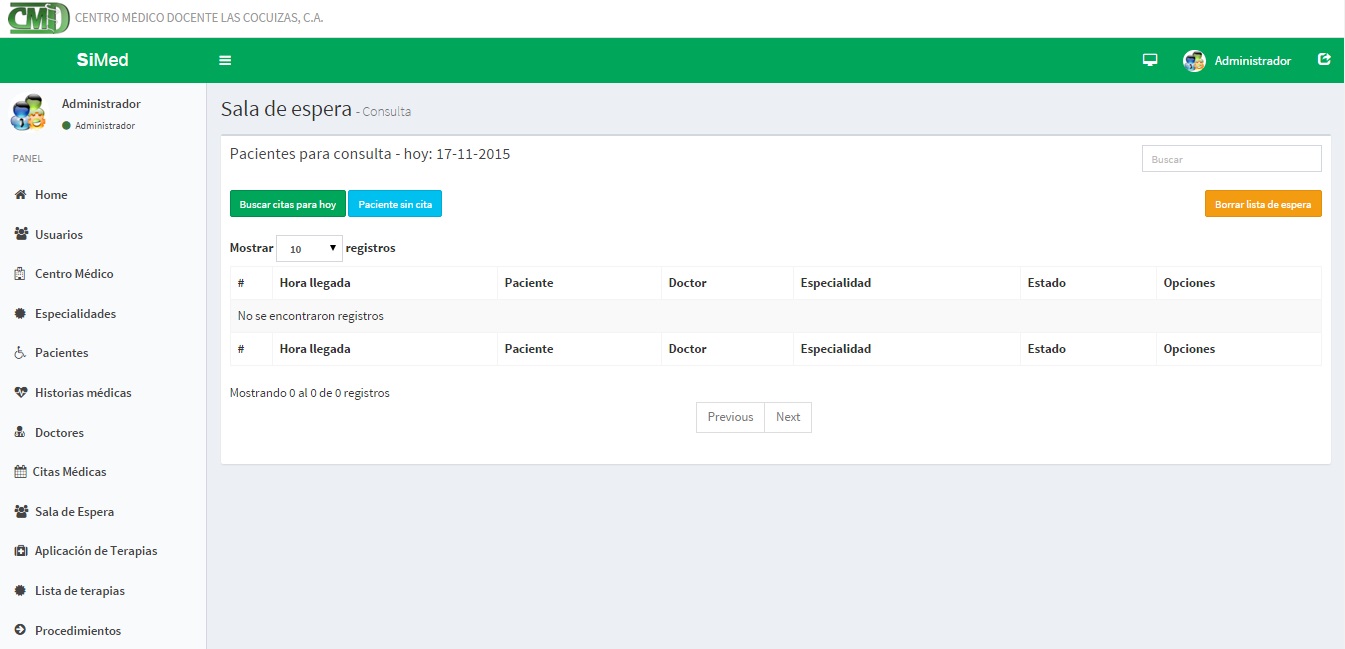 CMD CENTRO MÉDICO DOCENTE LAS COCUIZAS, C.A.
SiMed
Administrador
Administrador
Administrador
PANEL
Home
Usuarios
Centro Médico
Especialidades
Pacientes
Historias médicas
Doctores
Citas Médicas
Sala de Espera
Aplicación de Terapias
Lista de terapias
Procedimientos
Sala de espera - Consulta
Pacientes para consulta - hoy: 17-11-2015
Buscar
Buscar citas para hoy Paciente sin cita Borrar lista de espera
Mostrar 10 registros
# Hora llegada Paciente Doctor Especialidad Estado Opciones
No se encontraron registros
# Hora llegada Paciente Doctor Especialidad Estado Opciones
Mostrando 0 al 0 de 0 registros
Previous Next